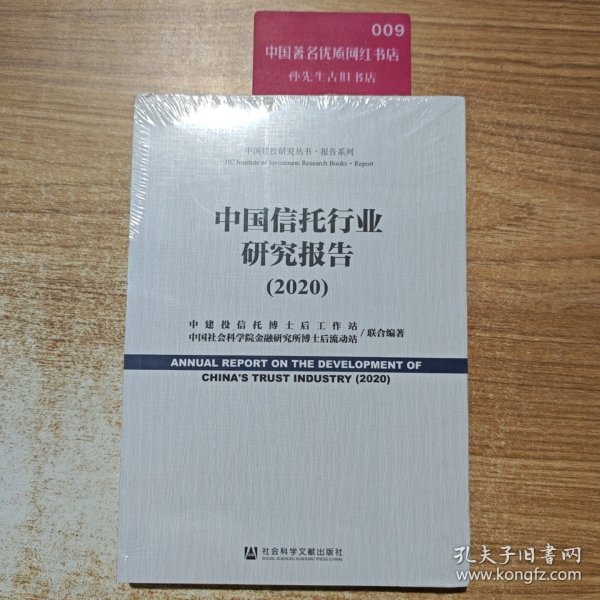 009
中国著名优质网红书店
孙先生古旧书店
中国建投研究丛书·报告系列
JIC Institute of Investment Research Books·Report
中国信托行业
研究报告
(2020)
中建投信托博士后工作站
中国社会科学院金融研究所博士后流动站
/联合编著
ANNUAL REPORT ON THE DEVELOPMENT OF
CHINA'S TRUST INDUSTRY (2020)
社会科学文献出版社
SOCIAL SCIENCES ACADEMIC PRESS (CHINA)
孔夫子旧书网
www.kongfz.com